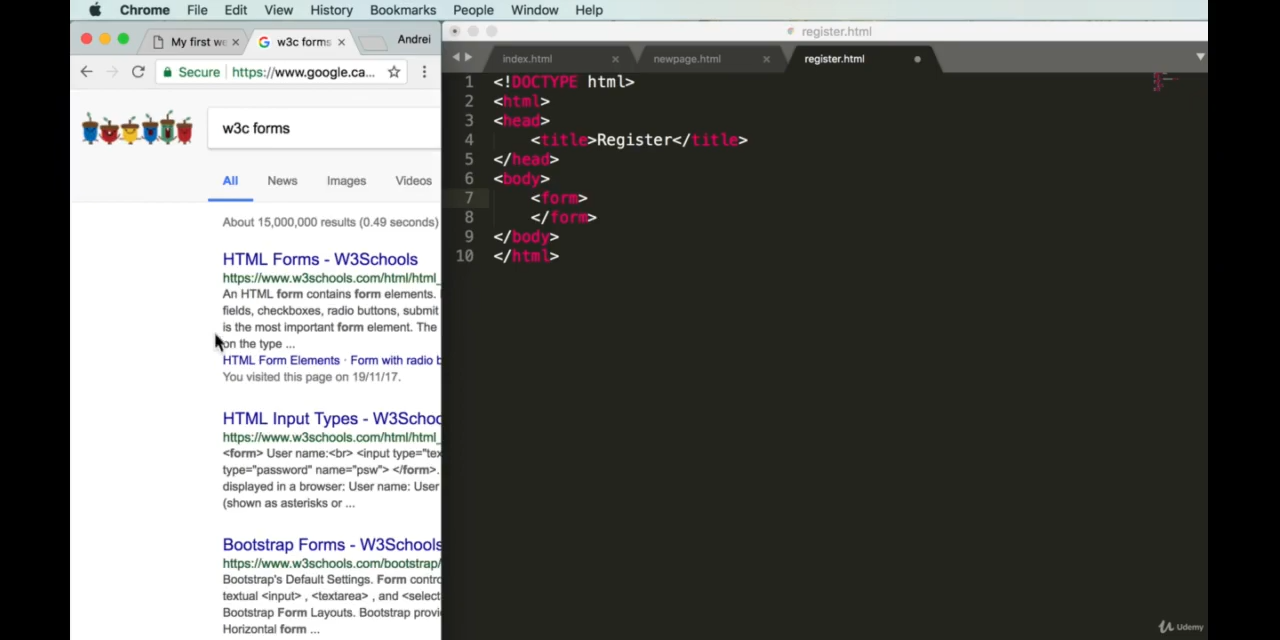 Chrome File Edit View History Bookmarks People Window Help
My first we
w3c forms
Andrei
Secure https://www.google.ca...
w3c forms
All News Images Videos
About 15,000,000 results (0.49 seconds)
HTML Forms - W3Schools
https://www.w3schools.com/html/html_
An HTML form contains form elements.
fields, checkboxes, radio buttons, submit
is the most important form element. The
on the type ...
HTML Form Elements · Form with radio b
You visited this page on 19/11/17.
HTML Input Types - W3Schoo
https://www.w3schools.com/html/html_
<form> User name:<br> <input type="tex
type="password" name="psw"> </form>.
displayed in a browser: User name: User
(shown as asterisks or ...
Bootstrap Forms - W3Schools
https://www.w3schools.com/bootstrap/
Bootstrap's Default Settings. Form contro
textual <input> , <textarea> , and <select
Bootstrap Form Layouts. Bootstrap provi
Horizontal form ...
register.html
index.html newpage.html register.html
1 <!DOCTYPE html>
2 <html>
3 <head>
4 <title>Register</title>
5 </head>
6 <body>
7 <form>
8 </form>
9 </body>
10 </html>
Udemy